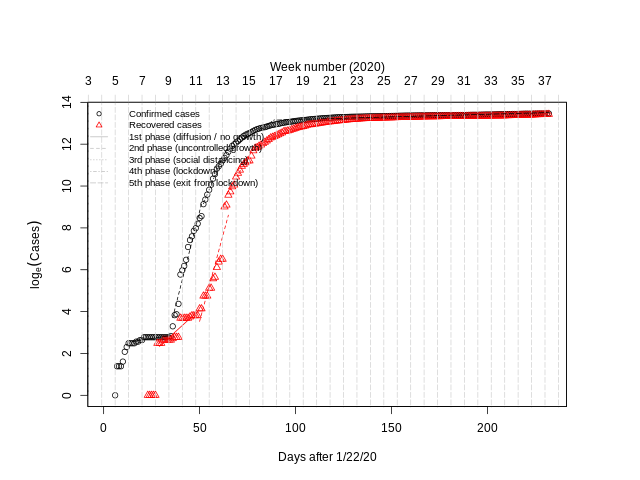 Week number (2020)
3 5 7 9 11 13 15 17 19 21 23 25 27 29 31 33 35 37
Confirmed cases
Recovered cases
1st phase (diffusion / no growth)
2nd phase (uncontrolled growth)
3rd phase (social distancing)
4th phase (lockdown)
5th phase (exit from lockdown)
14
12
10
8
6
4
2
0
logₑ(Cases)
0 50 100 150 200
Days after 1/22/20